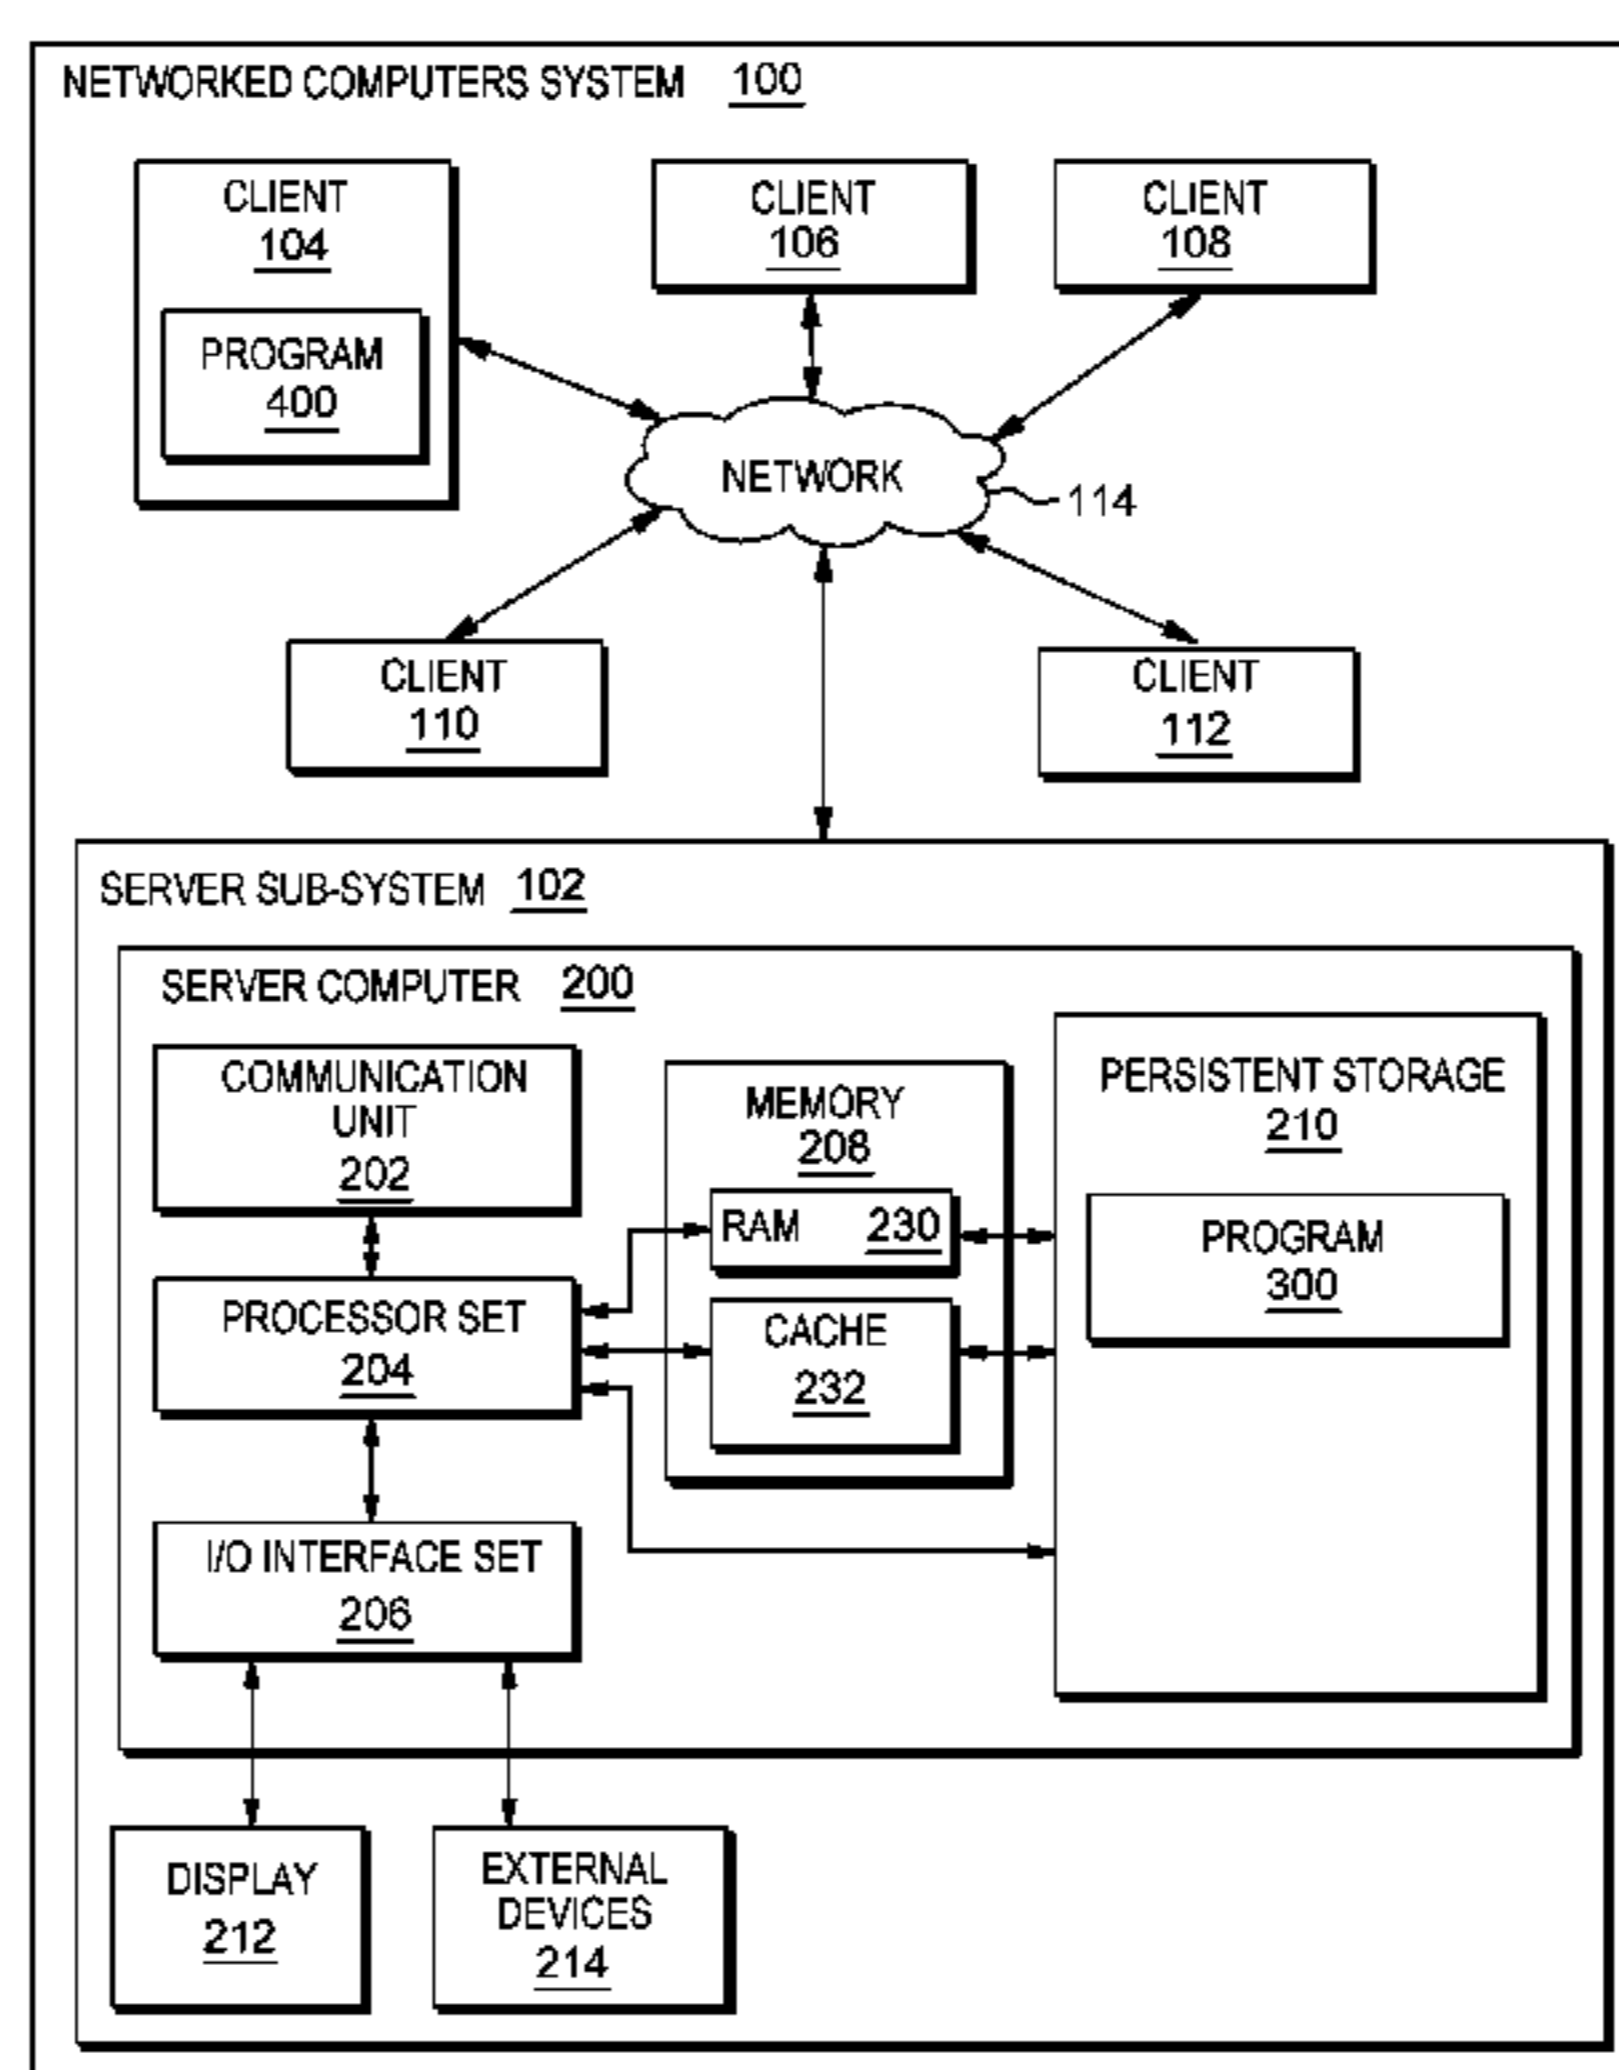 NETWORKED COMPUTERS SYSTEM 100
CLIENT
104
PROGRAM
400
CLIENT
106
CLIENT
108
NETWORK
114
CLIENT
110
CLIENT
112
SERVER SUB-SYSTEM 102
SERVER COMPUTER 200
COMMUNICATION
UNIT
202
PROCESSOR SET
204
I/O INTERFACE SET
206
MEMORY
208
RAM 230
CACHE
232
PERSISTENT STORAGE
210
PROGRAM
300
DISPLAY
212
EXTERNAL
DEVICES
214